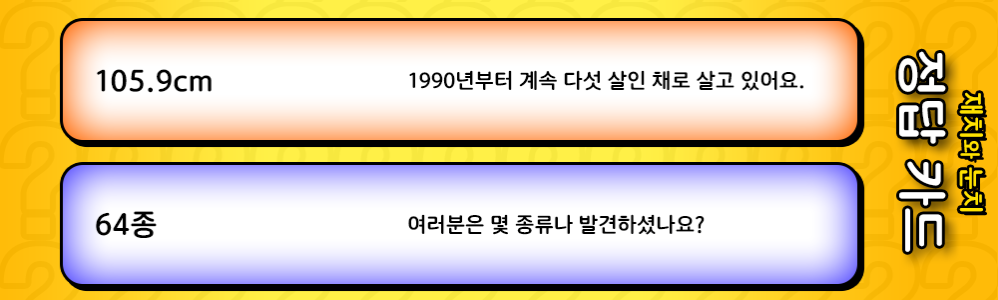 105.9cm
1990년부터 계속 다섯 살인 채로 살고 있어요.
64종
여러분은 몇 종류나 발견하셨나요?
재치와 눈치
정답 카드